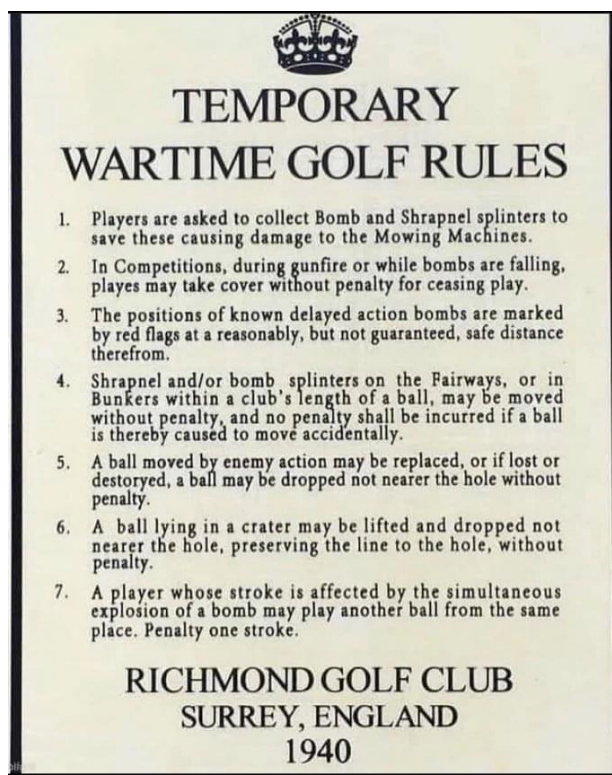 TEMPORARY
WARTIME GOLF RULES
1. Players are asked to collect Bomb and Shrapnel splinters to
save these causing damage to the Mowing Machines.
2. In Competitions, during gunfire or while bombs are falling,
playes may take cover without penalty for ceasing play.
3. The positions of known delayed action bombs are marked
by red flags at a reasonably, but not guaranteed, safe distance
therefrom.
4. Shrapnel and/or bomb splinters on the Fairways, or in
Bunkers within a club's length of a ball, may be moved
without penalty, and no penalty shall be incurred if a ball
is thereby caused to move accidentally.
5. A ball moved by enemy action may be replaced, or if lost or
destoryed, a ball may be dropped not nearer the hole without
penalty.
6. A ball lying in a crater may be lifted and dropped not
nearer the hole, preserving the line to the hole, without
penalty.
7. A player whose stroke is affected by the simultaneous
explosion of a bomb may play another ball from the same
place. Penalty one stroke.
RICHMOND GOLF CLUB
SURREY, ENGLAND
1940